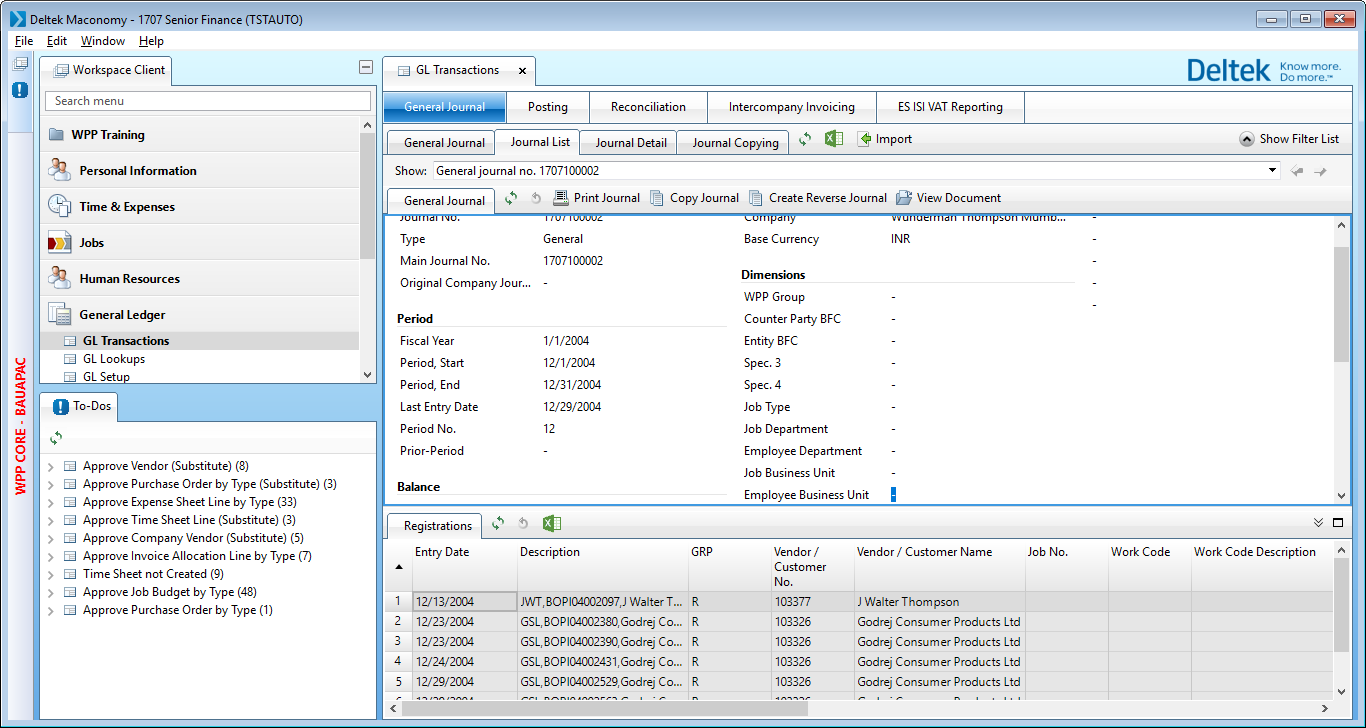 Deltek Maconomy - 1707 Senior Finance (TSTAUTO)
File Edit Window Help
WPP CORE - BAUAPAC
Workspace Client
Search menu
WPP Training
Personal Information
Time & Expenses
Jobs
Human Resources
General Ledger
GL Transactions
GL Lookups
GL Setup
To-Dos
Approve Vendor (Substitute) (8)
Approve Purchase Order by Type (Substitute) (3)
Approve Expense Sheet Line by Type (33)
Approve Time Sheet Line (Substitute) (3)
Approve Company Vendor (Substitute) (5)
Approve Invoice Allocation Line by Type (7)
Time Sheet not Created (9)
Approve Job Budget by Type (48)
Approve Purchase Order by Type (1)
GL Transactions
Deltek Know more.
Do more.™
General Journal Posting Reconciliation Intercompany Invoicing ES ISI VAT Reporting
General Journal Journal List Journal Detail Journal Copying Import Show Filter List
Show: General journal no. 1707100002
General Journal Print Journal Copy Journal Create Reverse Journal View Document
Journal No. 1707100002 Company Wunderman Thompson Mumb... -
Type General Base Currency INR -
Main Journal No. 1707100002 -
Original Company Jour... - -
Dimensions
WPP Group - -
Period
Counter Party BFC -
Fiscal Year 1/1/2004 Entity BFC -
Period, Start 12/1/2004 Spec. 3 -
Period, End 12/31/2004 Spec. 4 -
Last Entry Date 12/29/2004 Job Type -
Period No. 12 Job Department -
Prior-Period - Employee Department -
Job Business Unit -
Balance
Employee Business Unit -
Registrations
Entry Date Description GRP Vendor / Customer No. Vendor / Customer Name Job No. Work Code Work Code Description
1 12/13/2004 JWT,BOPI04002097,J Walter T... R 103377 J Walter Thompson
2 12/23/2004 GSL,BOPI04002380,Godrej Co... R 103326 Godrej Consumer Products Ltd
3 12/23/2004 GSL,BOPI04002390,Godrej Co... R 103326 Godrej Consumer Products Ltd
4 12/24/2004 GSL,BOPI04002431,Godrej Co... R 103326 Godrej Consumer Products Ltd
5 12/29/2004 GSL,BOPI04002529,Godrej Co... R 103326 Godrej Consumer Products Ltd